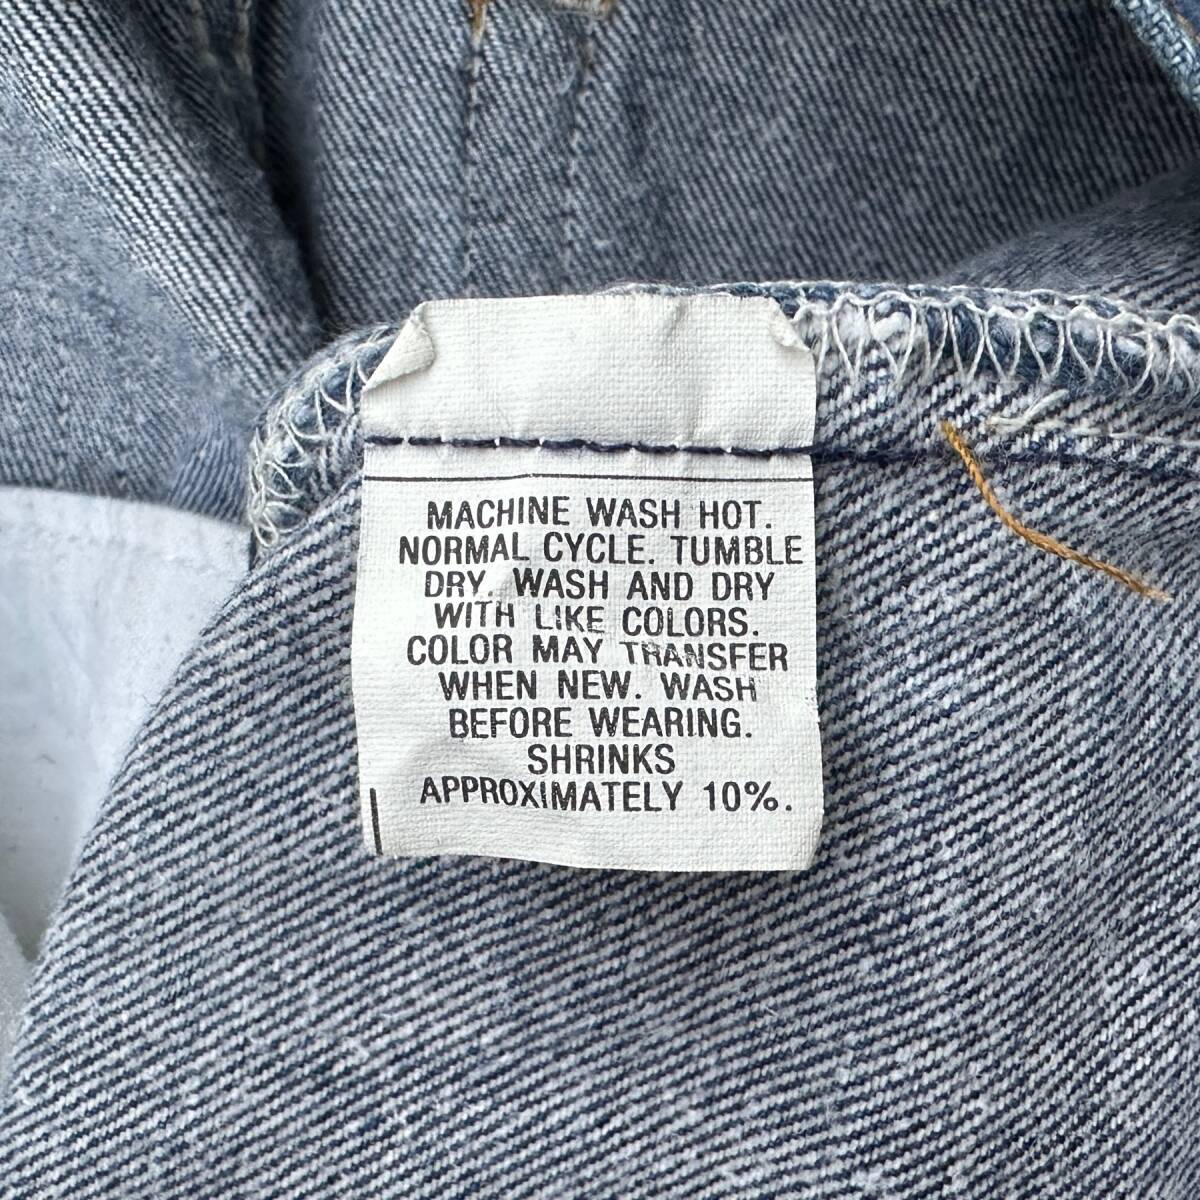 MACHINE WASH HOT.
NORMAL CYCLE. TUMBLE
DRY. WASH AND DRY
WITH LIKE COLORS.
COLOR MAY TRANSFER
WHEN NEW. WASH
BEFORE WEARING.
SHRINKS
APPROXIMATELY 10%.